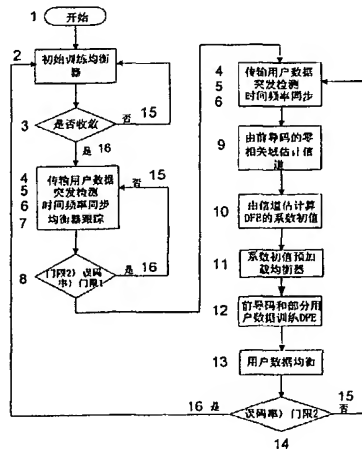 1 开始
2
初始训练均衡
器
3 是否收敛 否 15
是 16
4 传输用户数据
5 突发检测
6 时间频率同步
7 均衡器跟踪
否 15
8 门限2〉误码
率〉门限1
是 16
4 传输用户数据
5 突发检测
6 时间频率同步
9 由前导码的零
相关域估计信
道
10 由信道估计算
DFE的系数初值
11 系数初值预加
载均衡器
12 前导码和部分用
户数据训练DFE
13 用户数据均衡
误码率〉门限2
16 是
15
否
14